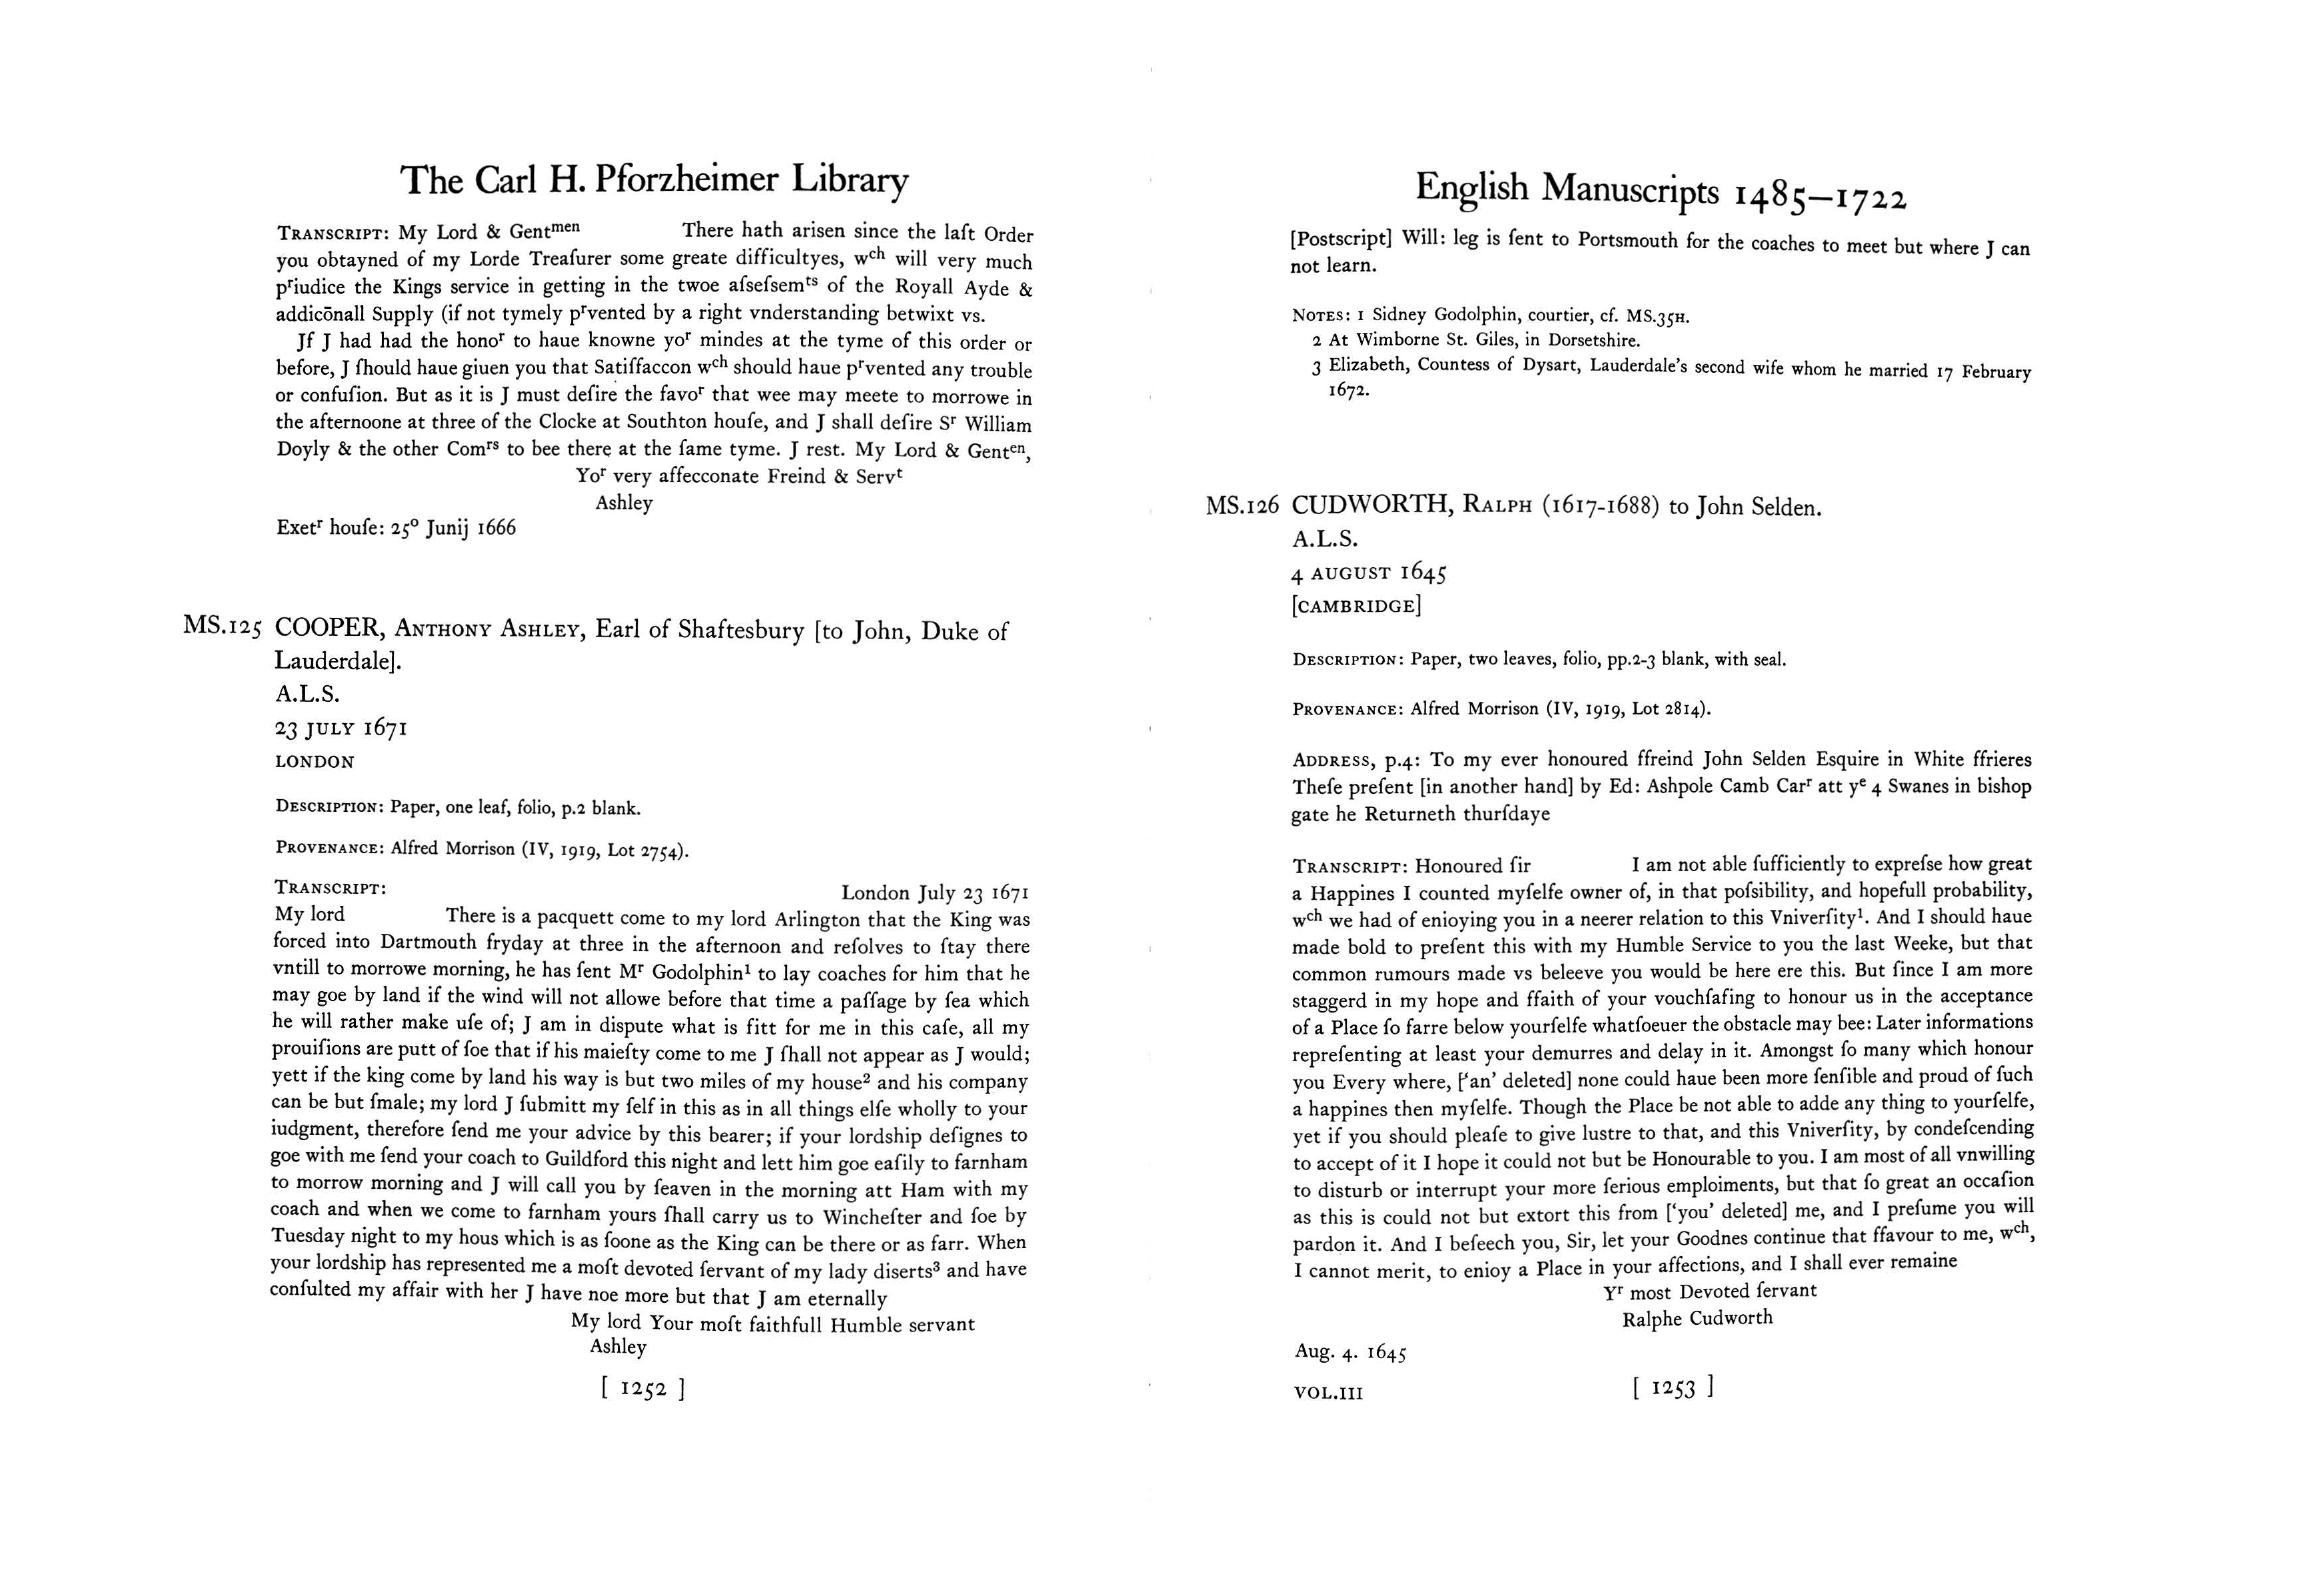 The Carl H. Pforzheimer Library
TRANSCRIPT: My Lord & Gentᵐᵉⁿ There hath arisen since the laſt Order
you obtayned of my Lorde Treaſurer some greate difficultyes, wᶜʰ will very much
pʳiudice the Kings service in getting in the twoe aſseſsemᵗˢ of the Royall Ayde &
addicōnall Supply (if not tymely pʳvented by a right vnderstanding betwixt vs.
Jf J had had the honoʳ to haue knowne yoʳ mindes at the tyme of this order or
before, J ſhould haue giuen you that Satiſfaccon wᶜʰ should haue pʳvented any trouble
or confuſion. But as it is J must deſire the favoʳ that wee may meete to morrowe in
the afternoone at three of the Clocke at Southton houſe, and J shall deſire Sʳ William
Doyly & the other Comʳˢ to bee there at the ſame tyme. J rest. My Lord & Gentᵉⁿ,
Yoʳ very affecconate Freind & Servᵗ
Ashley
Exetʳ houſe: 25º Junij 1666
MS.125 COOPER, ANTHONY ASHLEY, Earl of Shaftesbury [to John, Duke of
Lauderdale].
A.L.S.
23 JULY 1671
LONDON
DESCRIPTION: Paper, one leaf, folio, p.2 blank.
PROVENANCE: Alfred Morrison (IV, 1919, Lot 2754).
TRANSCRIPT: London July 23 1671
My lord There is a pacquett come to my lord Arlington that the King was
forced into Dartmouth fryday at three in the afternoon and reſolves to ſtay there
vntill to morrowe morning, he has ſent Mʳ Godolphin¹ to lay coaches for him that he
may goe by land if the wind will not allowe before that time a paſſage by ſea which
he will rather make uſe of; J am in dispute what is fitt for me in this caſe, all my
prouiſions are putt of ſoe that if his maieſty come to me J ſhall not appear as J would;
yett if the king come by land his way is but two miles of my house² and his company
can be but ſmale; my lord J ſubmitt my ſelf in this as in all things elſe wholly to your
iudgment, therefore ſend me your advice by this bearer; if your lordship deſignes to
goe with me ſend your coach to Guildford this night and lett him goe eaſily to farnham
to morrow morning and J will call you by ſeaven in the morning att Ham with my
coach and when we come to farnham yours ſhall carry us to Wincheſter and ſoe by
Tuesday night to my hous which is as ſoone as the King can be there or as farr. When
your lordship has represented me a moſt devoted ſervant of my lady diserts³ and have
conſulted my affair with her J have noe more but that J am eternally
My lord Your moſt faithfull Humble servant
Ashley
[ 1252 ]
English Manuscripts 1485–1722
[Postscript] Will: leg is ſent to Portsmouth for the coaches to meet but where J can
not learn.
NOTES: 1 Sidney Godolphin, courtier, cf. MS.35H.
2 At Wimborne St. Giles, in Dorsetshire.
3 Elizabeth, Countess of Dysart, Lauderdale's second wife whom he married 17 February
1672.
MS.126 CUDWORTH, RALPH (1617-1688) to John Selden.
A.L.S.
4 AUGUST 1645
[CAMBRIDGE]
DESCRIPTION: Paper, two leaves, folio, pp.2-3 blank, with seal.
PROVENANCE: Alfred Morrison (IV, 1919, Lot 2814).
ADDRESS, p.4: To my ever honoured ffreind John Selden Esquire in White ffrieres
Theſe preſent [in another hand] by Ed: Ashpole Camb Carʳ att yᵉ 4 Swanes in bishop
gate he Returneth thurſdaye
TRANSCRIPT: Honoured ſir I am not able ſufficiently to expreſse how great
a Happines I counted myſelfe owner of, in that poſsibility, and hopefull probability,
wᶜʰ we had of enioying you in a neerer relation to this Vniverſity¹. And I should haue
made bold to preſent this with my Humble Service to you the last Weeke, but that
common rumours made vs beleeve you would be here ere this. But ſince I am more
staggerd in my hope and ffaith of your vouchſafing to honour us in the acceptance
of a Place ſo farre below yourſelfe whatſoeuer the obstacle may bee: Later informations
repreſenting at least your demurres and delay in it. Amongst ſo many which honour
you Every where, [‘an’ deleted] none could haue been more ſenſible and proud of ſuch
a happines then myſelfe. Though the Place be not able to adde any thing to yourſelfe,
yet if you should pleaſe to give lustre to that, and this Vniverſity, by condeſcending
to accept of it I hope it could not but be Honourable to you. I am most of all vnwilling
to disturb or interrupt your more ſerious emploiments, but that ſo great an occaſion
as this is could not but extort this from [‘you’ deleted] me, and I preſume you will
pardon it. And I beſeech you, Sir, let your Goodnes continue that ffavour to me, wᶜʰ,
I cannot merit, to enioy a Place in your affections, and I shall ever remaine
Yʳ most Devoted ſervant
Ralphe Cudworth
Aug. 4. 1645
VOL.III [ 1253 ]